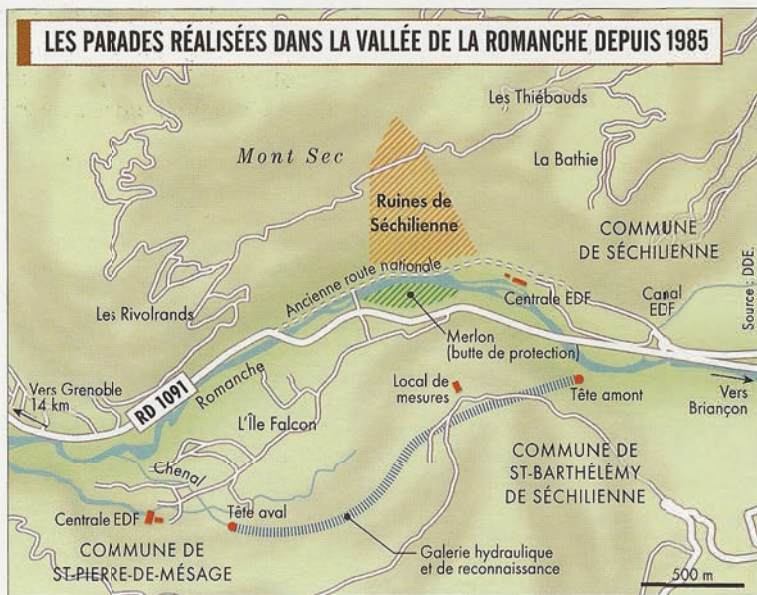 LES PARADES RÉALISÉES DANS LA VALLÉE DE LA ROMANCHE DEPUIS 1985
Les Thiébauds
Mont Sec
La Bathie
Ruines de
Séchilienne
COMMUNE
DE SÉCHILIENNE
Ancienne route nationale
Centrale EDF
Canal
EDF
Source : DDE.
Les Rivolrands
Merlon
(butte de protection)
Vers Grenoble
14 km
RD 1091
Romanche
Local de
mesures
Tête amont
Vers
Briançon
L'Île Falcon
Chenal
COMMUNE DE
ST-BARTHÉLÉMY
DE SÉCHILIENNE
Centrale EDF
Tête aval
COMMUNE DE
ST-PIERRE-DE-MÉSAGE
Galerie hydraulique
et de reconnaissance
500 m